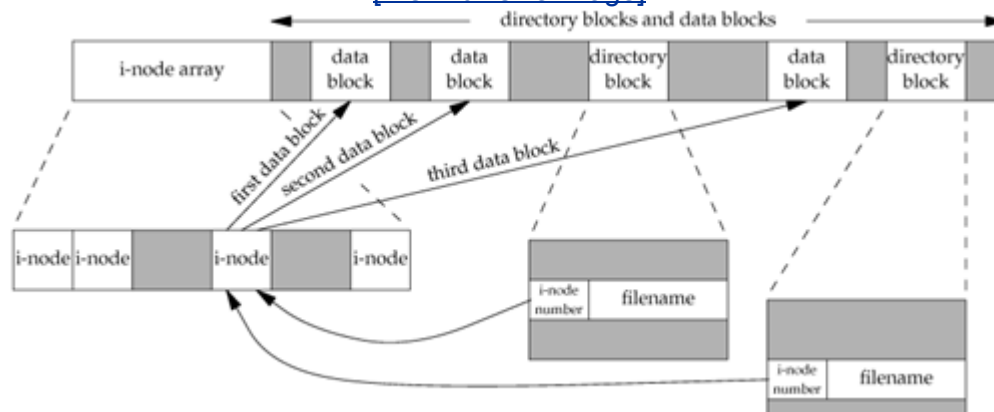 directory blocks and data blocks
i-node array
data
block
data
block
directory
block
data
block
directory
block
first data block
second data block
third data block
i-node
i-node
i-node
i-node
i-node
number
filename
i-node
number
filename